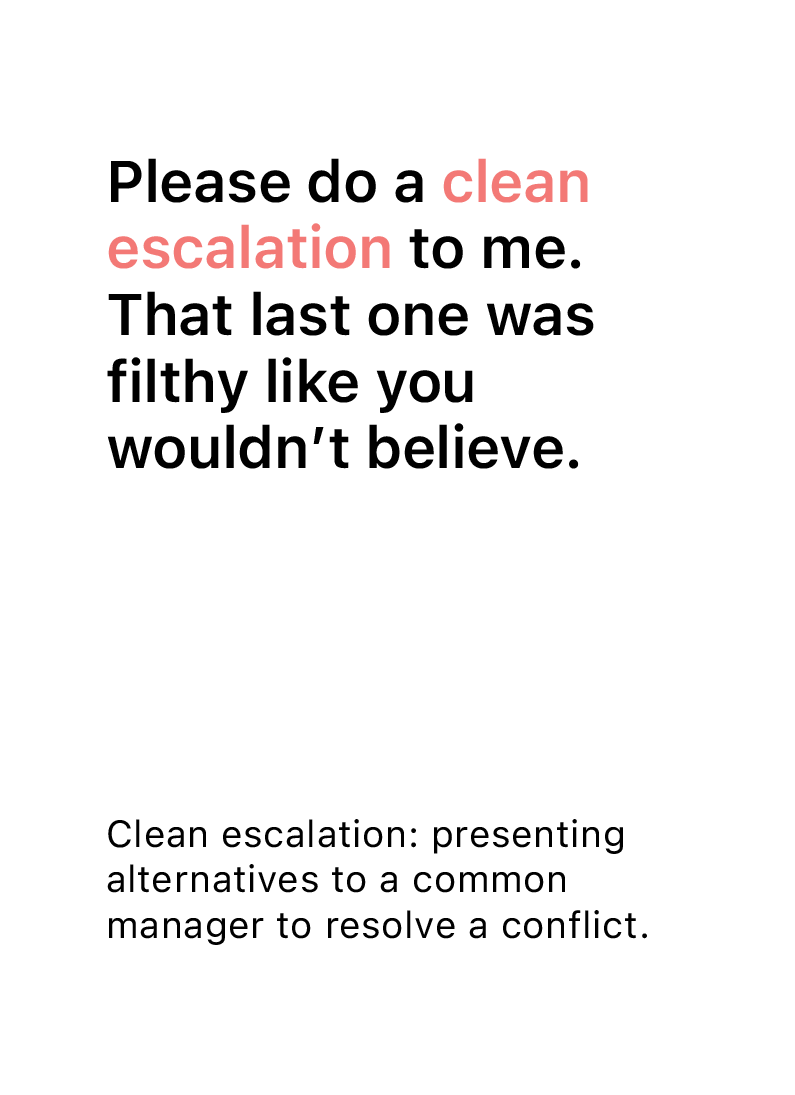 Please do a clean
escalation to me.
That last one was
filthy like you
wouldn’t believe.
Clean escalation: presenting
alternatives to a common
manager to resolve a conflict.